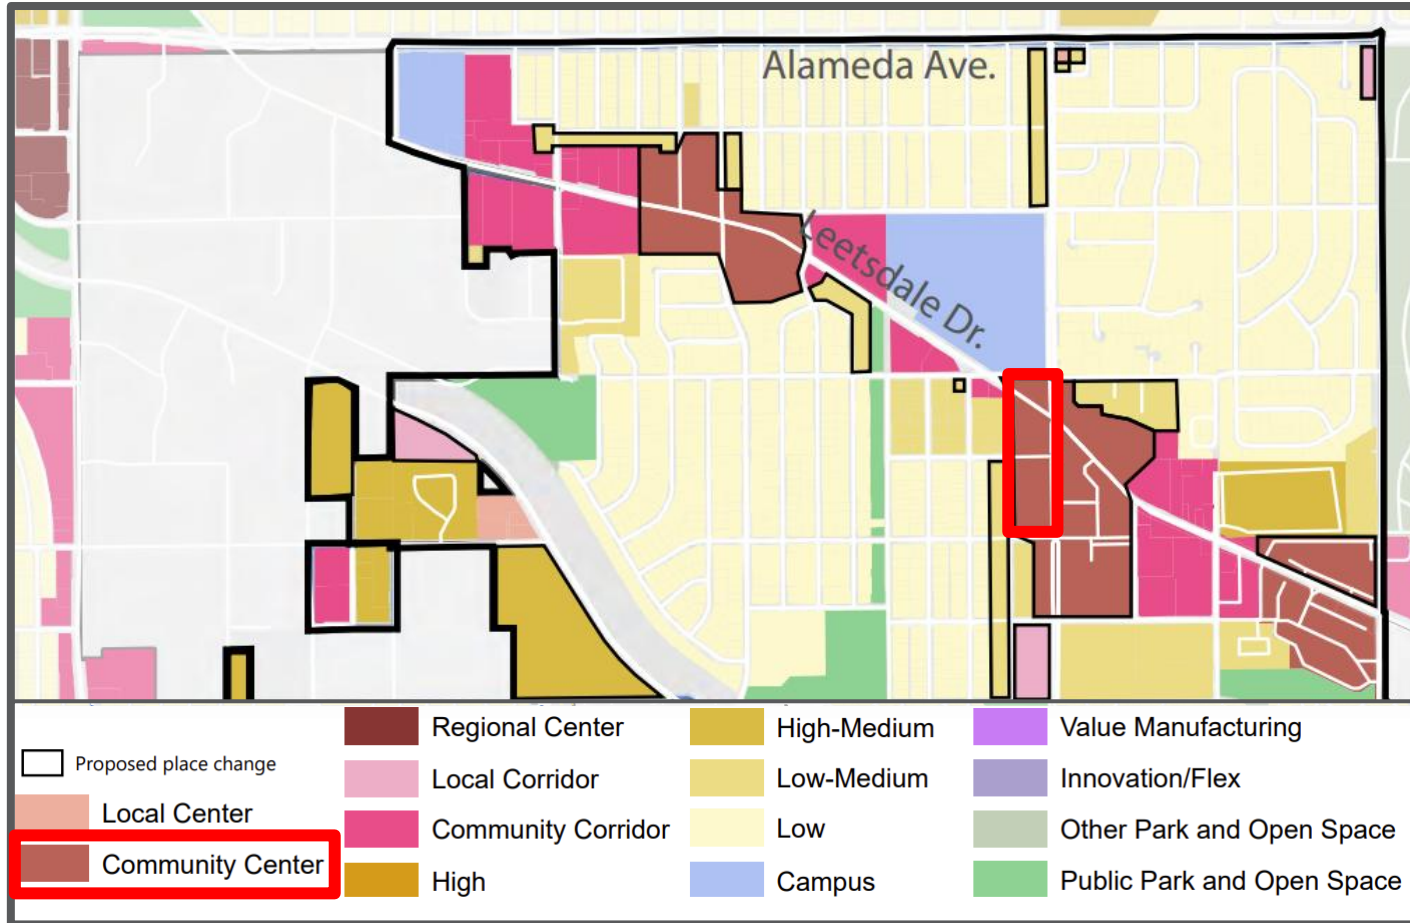 Alameda Ave.
Leetsdale Dr.
Proposed place change
Local Center
Community Center
Regional Center
Local Corridor
Community Corridor
High
High-Medium
Low-Medium
Low
Campus
Value Manufacturing
Innovation/Flex
Other Park and Open Space
Public Park and Open Space